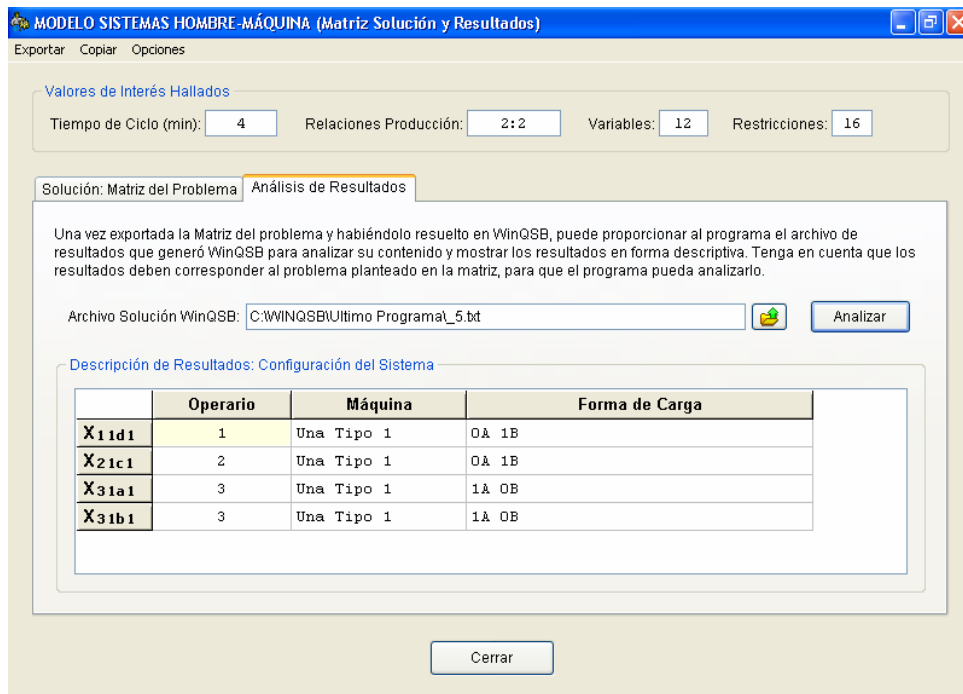 MODELO SISTEMAS HOMBRE-MÁQUINA (Matriz Solución y Resultados)
Exportar Copiar Opciones
Valores de Interés Hallados
Tiempo de Ciclo (min): 4 Relaciones Producción: 2:2 Variables: 12 Restricciones: 16
Solución: Matriz del Problema Análisis de Resultados
Una vez exportada la Matriz del problema y habiéndolo resuelto en WinQSB, puede proporcionar al programa el archivo de
resultados que generó WinQSB para analizar su contenido y mostrar los resultados en forma descriptiva. Tenga en cuenta que los
resultados deben corresponder al problema planteado en la matriz, para que el programa pueda analizarlo.
Archivo Solución WinQSB: C:\WINQSB\Ultimo Programa\_5.txt Analizar
Descripción de Resultados: Configuración del Sistema
Operario Máquina Forma de Carga
X11d1 1 Una Tipo 1 0A 1B
X21c1 2 Una Tipo 1 0A 1B
X31a1 3 Una Tipo 1 1A 0B
X31b1 3 Una Tipo 1 1A 0B
Cerrar